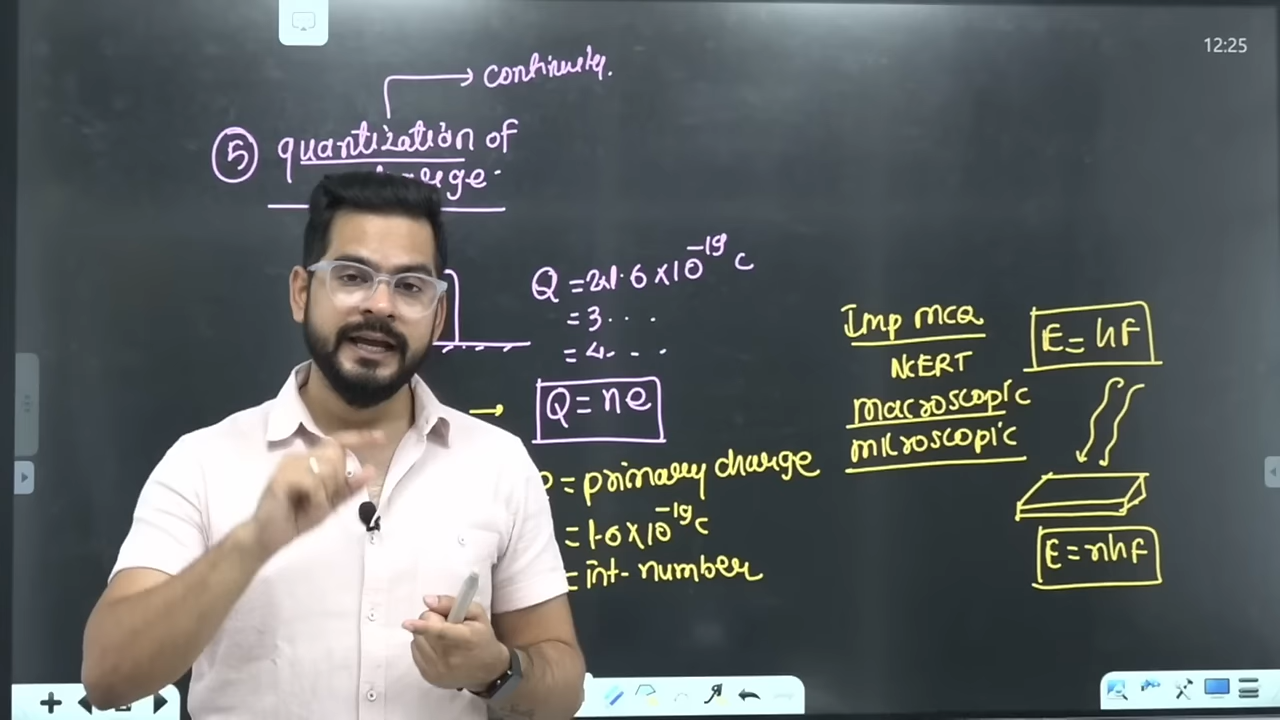 12:25
continuity.
⑤ quantization of
charge.
Q = 2×1.6 × 10⁻¹⁹ C
= 3 . . .
= 4 . . .
→ Q = ne
e = primary charge
= 1.6 × 10⁻¹⁹ C
= int. number
Imp MCQ
NCERT
macroscopic
microscopic
E = hf
E = nhf